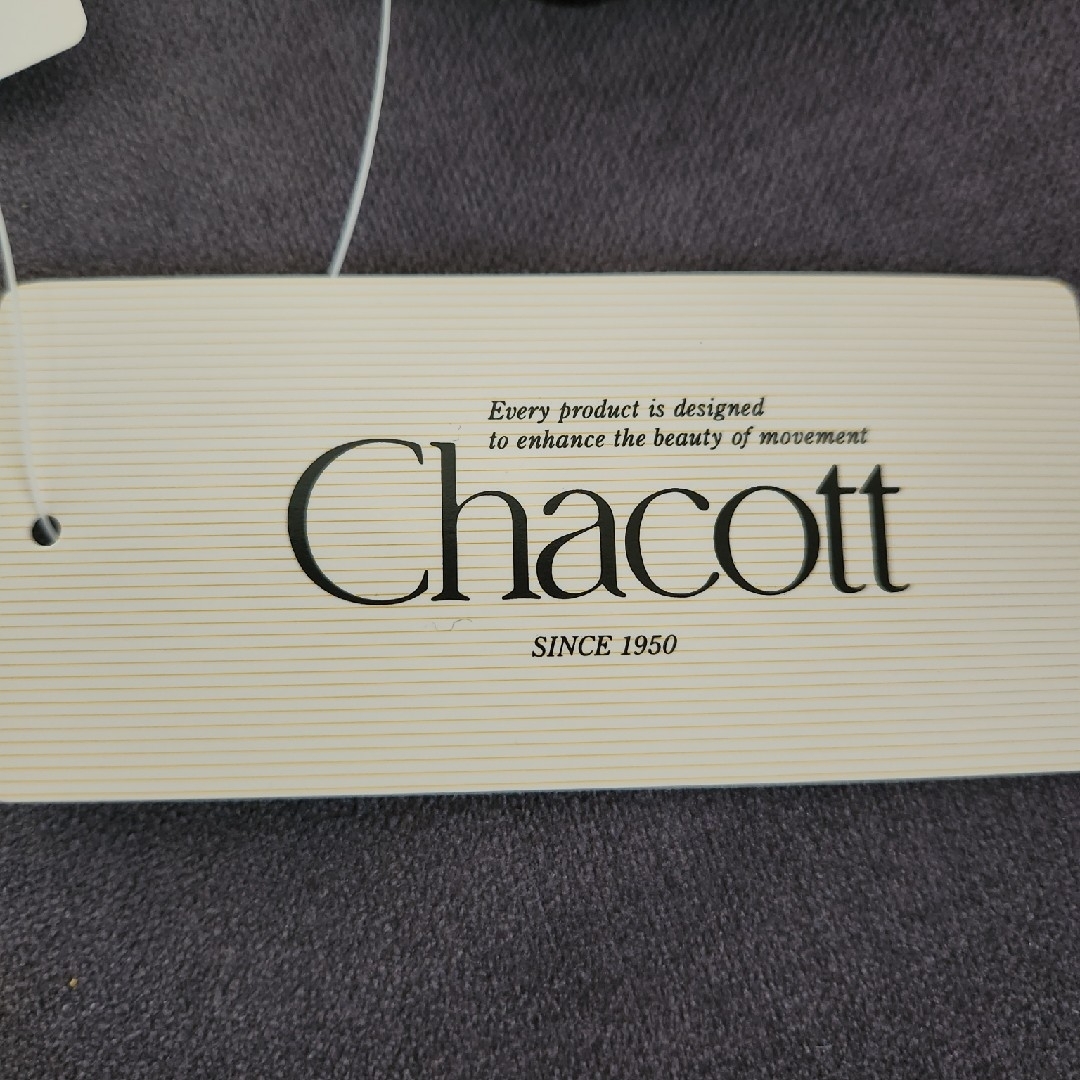 Every product is designed
to enhance the beauty of movement
Chacott
SINCE 1950